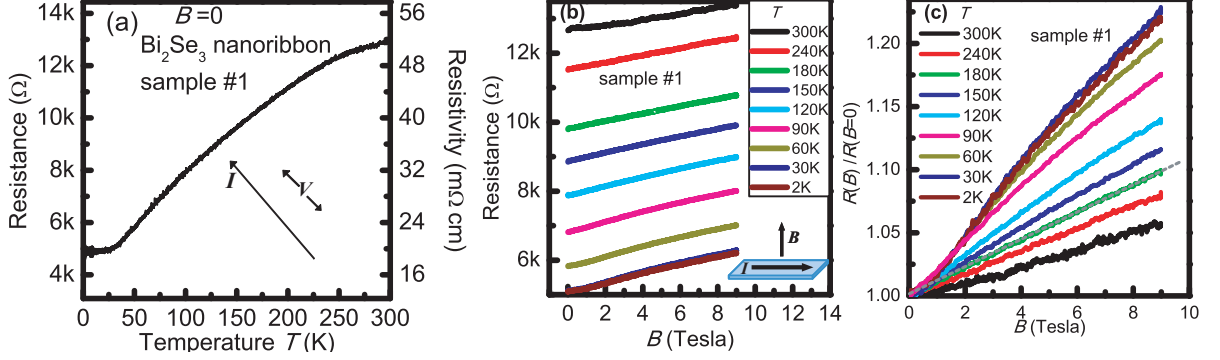 (a)
B=0
Bi2Se3 nanoribbon
sample #1
14k
12k
10k
8k
6k
4k
Resistance (Ω)
56
48
40
32
24
16
Resistivity (mΩ cm)
I
V
0 50 100 150 200 250 300
Temperature T (K)
(b)
sample #1
12k
10k
8k
6k
Resistance (Ω)
T
300K
240K
180K
150K
120K
90K
60K
30K
2K
B
I
0 2 4 6 8 10 12 14
B (Tesla)
(c)
T
sample #1
300K
240K
180K
150K
120K
90K
60K
30K
2K
1.20
1.15
1.10
1.05
1.00
R(B) /R(B=0)
0 2 4 6 8 10
B (Tesla)